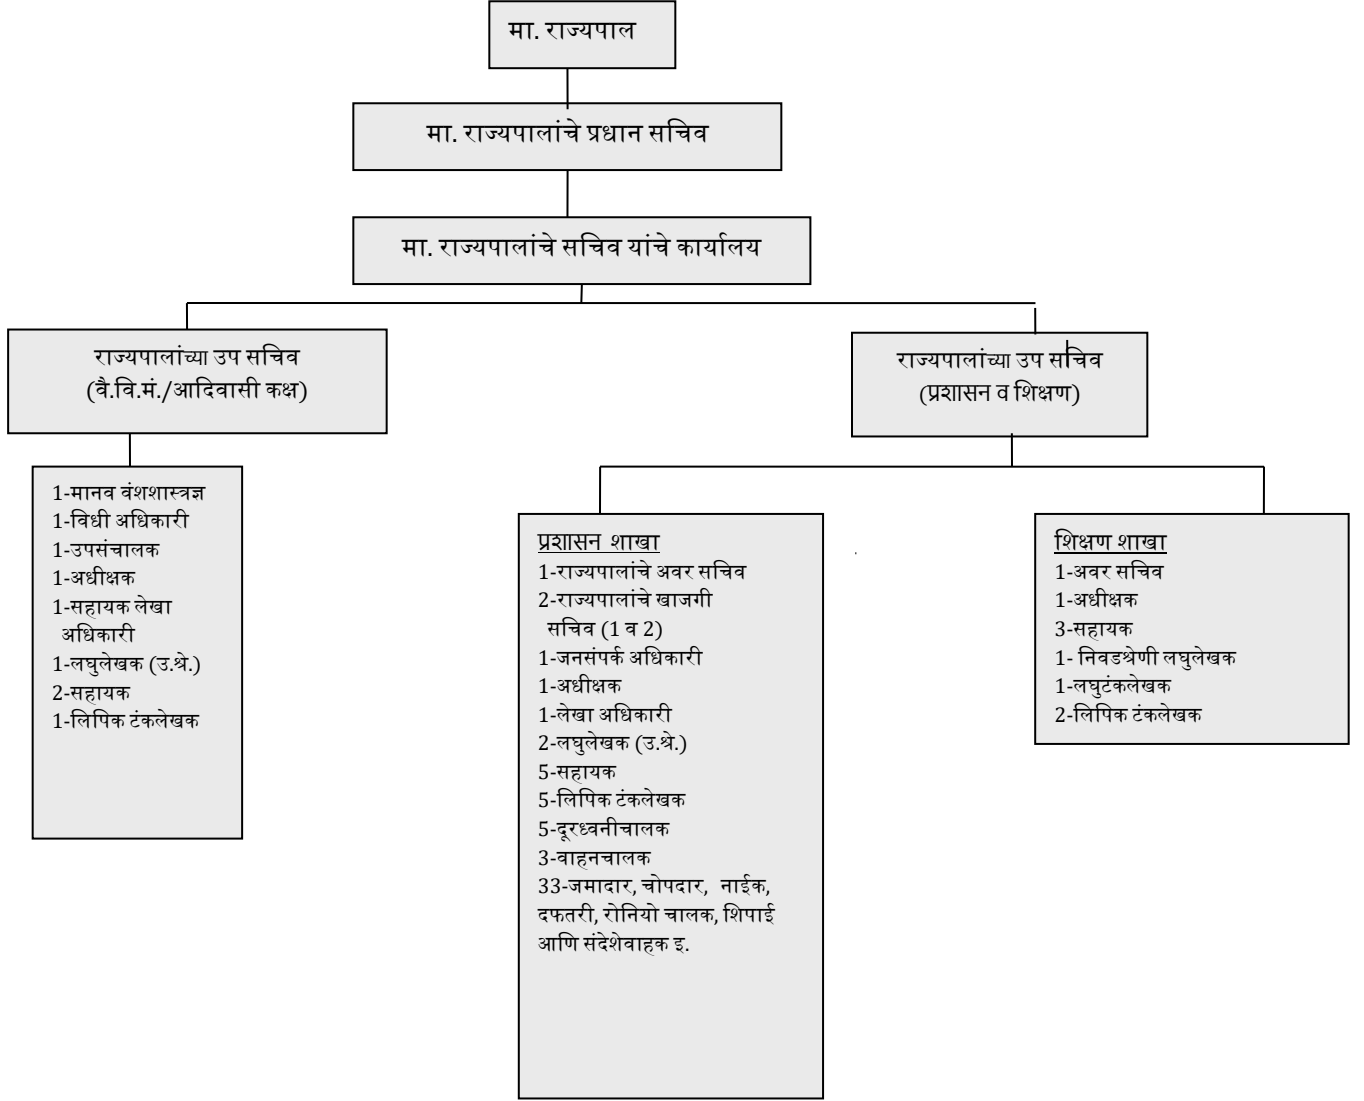 मा. राज्यपाल
मा. राज्यपालांचे प्रधान सचिव
मा. राज्यपालांचे सचिव यांचे कार्यालय
राज्यपालांच्या उप सचिव
(वै.वि.मं./आदिवासी कक्ष)
राज्यपालांच्या उप सचिव
(प्रशासन व शिक्षण)
1-मानव वंशशास्त्रज्ञ
1-विधी अधिकारी
1-उपसंचालक
1-अधीक्षक
1-सहायक लेखा
अधिकारी
1-लघुलेखक (उ.श्रे.)
2-सहायक
1-लिपिक टंकलेखक
प्रशासन शाखा
1-राज्यपालांचे अवर सचिव
2-राज्यपालांचे खाजगी
सचिव (1 व 2)
1-जनसंपर्क अधिकारी
1-अधीक्षक
1-लेखा अधिकारी
2-लघुलेखक (उ.श्रे.)
5-सहायक
5-लिपिक टंकलेखक
5-दूरध्वनीचालक
3-वाहनचालक
33-जमादार, चोपदार, नाईक,
दफतरी, रोनियो चालक, शिपाई
आणि संदेशेवाहक इ.
शिक्षण शाखा
1-अवर सचिव
1-अधीक्षक
3-सहायक
1- निवडश्रेणी लघुलेखक
1-लघुटंकलेखक
2-लिपिक टंकलेखक